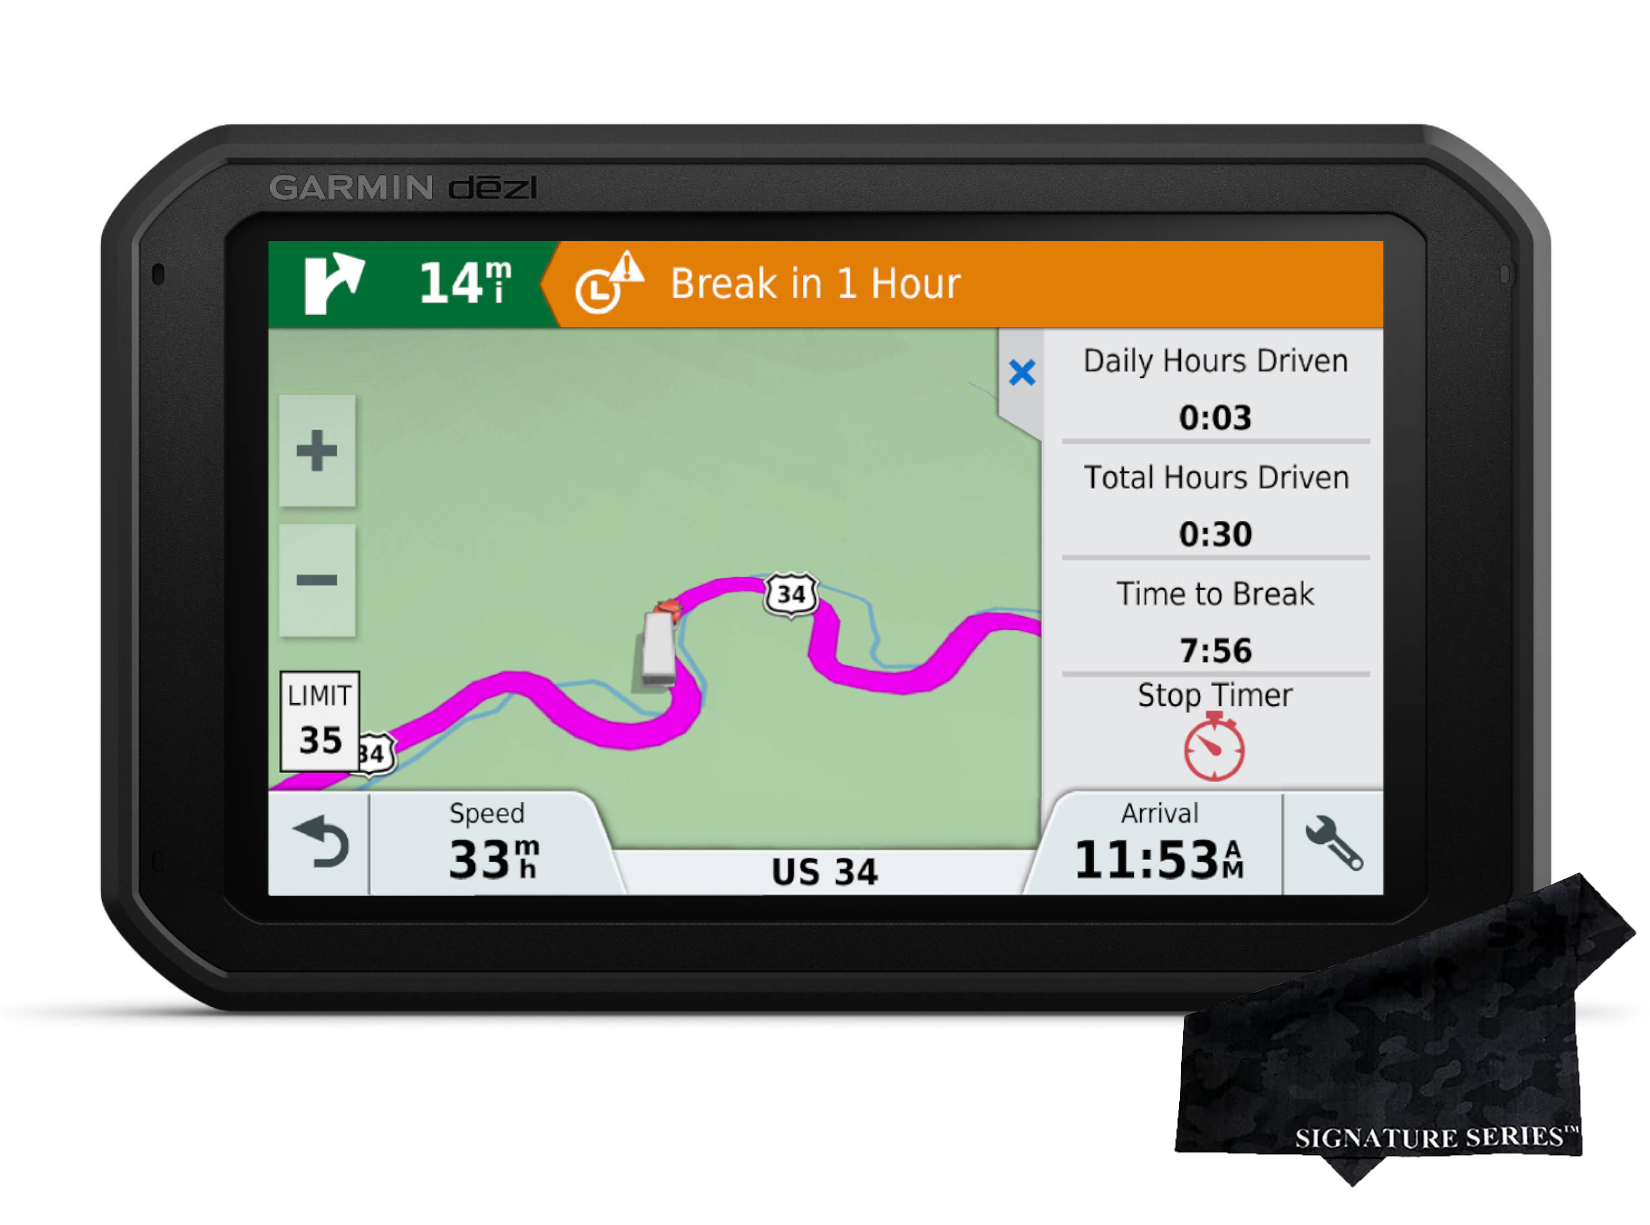 GARMIN dēzl
14 mi
Break in 1 Hour
Daily Hours Driven
0:03
Total Hours Driven
0:30
Time to Break
7:56
Stop Timer
34
LIMIT
35
34
Speed
33 mh
US 34
Arrival
11:53 AM
SIGNATURE SERIES™